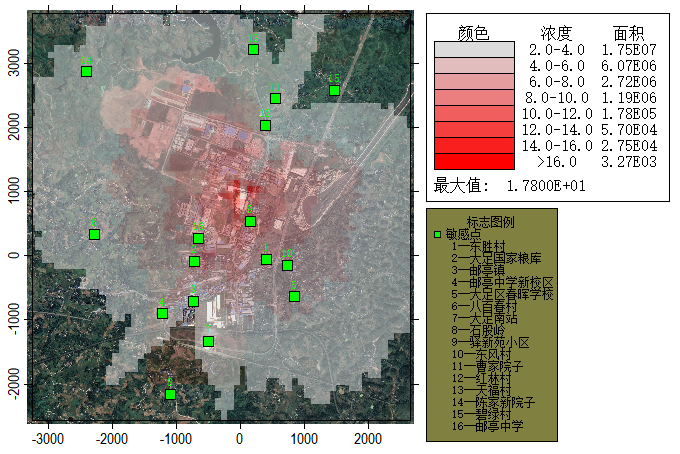 颜色 浓度 面积
2.0-4.0 1.75E07
4.0-6.0 6.07E06
6.0-8.0 2.72E06
8.0-10.0 1.19E06
10.0-12.0 1.78E05
12.0-14.0 5.70E04
14.0-16.0 2.75E04
>16.0 3.27E03
最大值: 1.7800E+01
标志图例
敏感点
1—东胜村
2—大足国家粮库
3—邮亭镇
4—邮亭中学新校区
5—大足区春晖学校
6—八自春村
7—大足南站
8—石股岭
9—驿新苑小区
10—东风村
11—曹家院子
12—红林村
13—天福村
14—陈家新院子
15—碧绿村
16—邮亭中学
3000
2000
1000
0
-1000
-2000
-3000 -2000 -1000 0 1000 2000
15